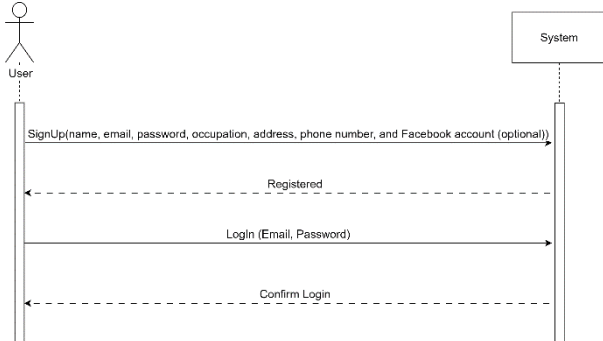 System
User
SignUp(name, email, password, occupation, address, phone number, and Facebook account (optional))
Registered
LogIn (Email, Password)
Confirm Login